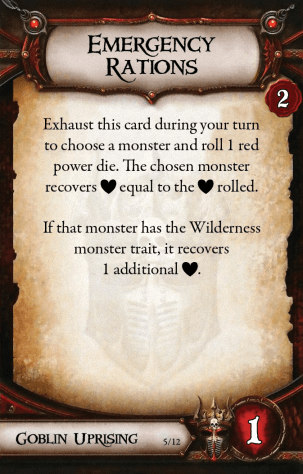 Emergency
Rations
2
Exhaust this card during your turn
to choose a monster and roll 1 red
power die. The chosen monster
recovers ♥ equal to the ♥ rolled.
If that monster has the Wilderness
monster trait, it recovers
1 additional ♥.
Goblin Uprising 5/12 1